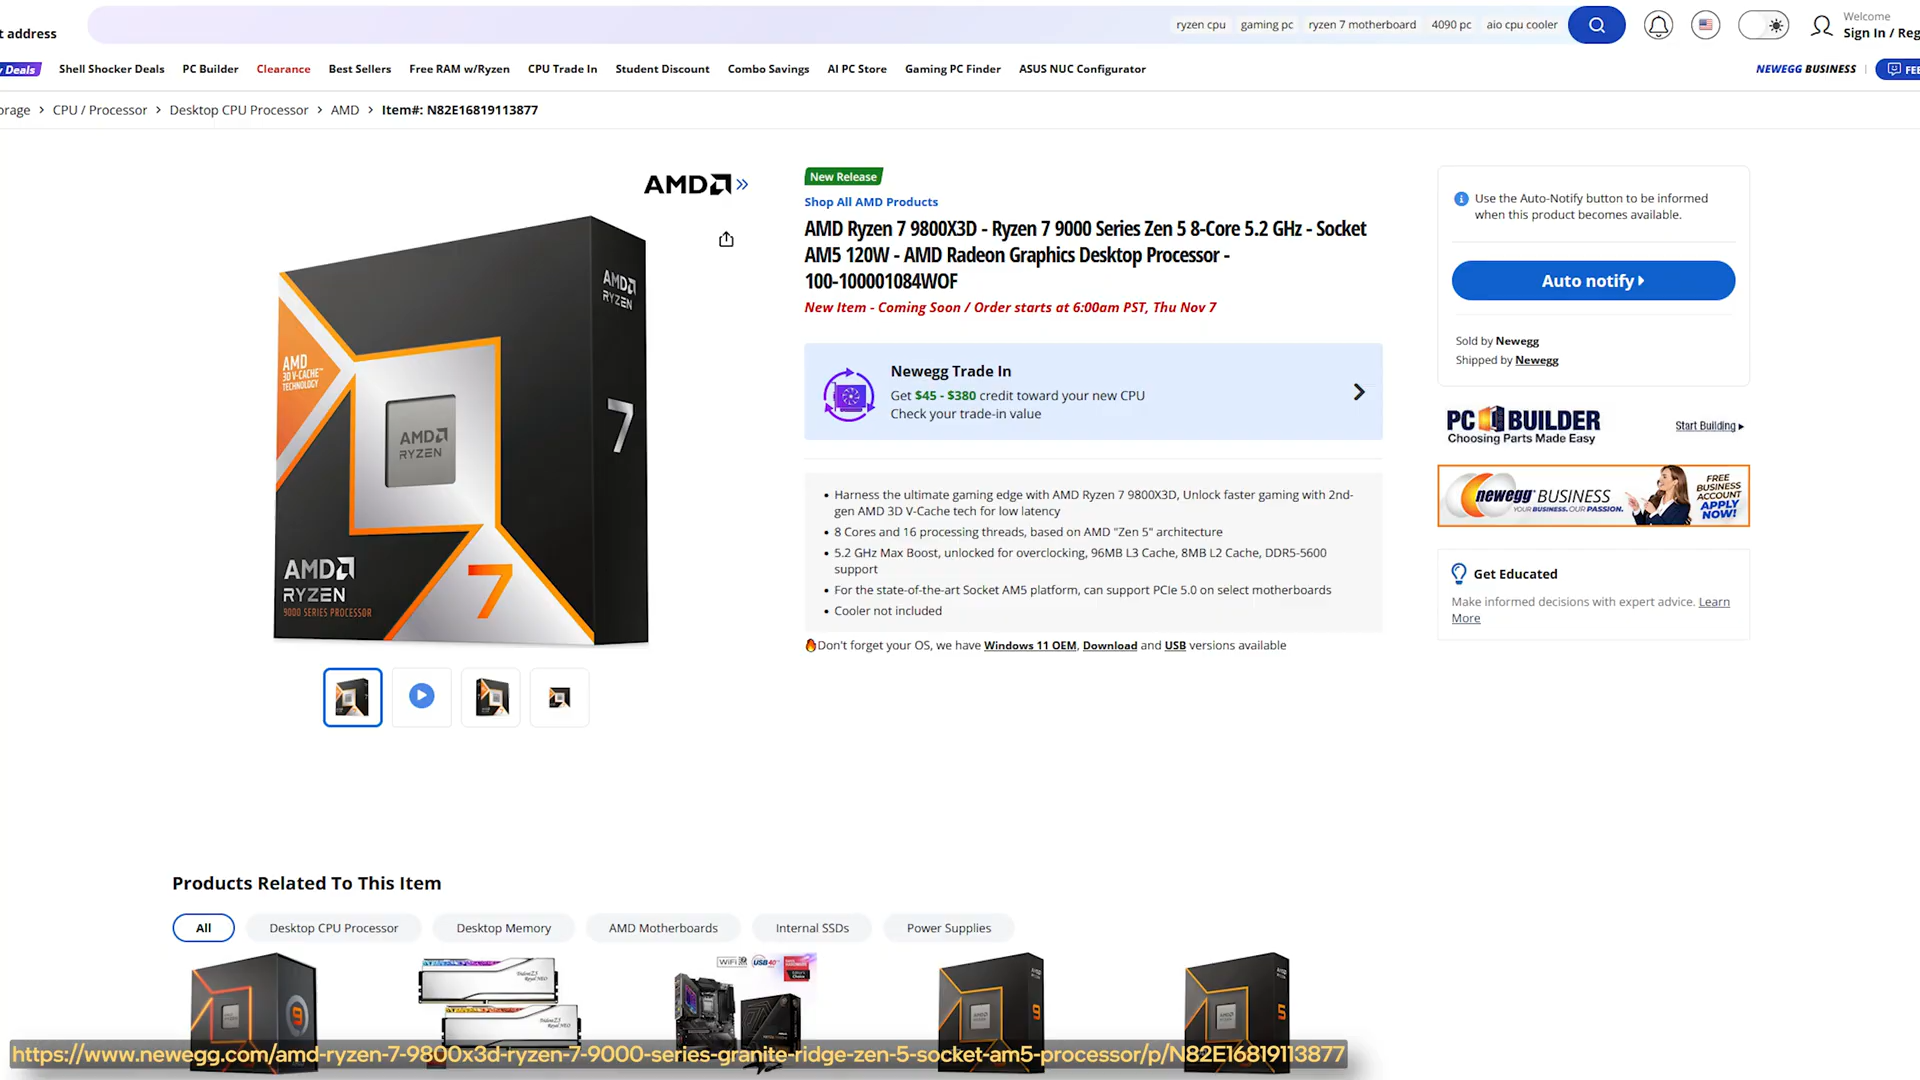 t address
ryzen cpu
gaming pc
ryzen 7 motherboard
4090 pc
aio cpu cooler
Welcome
Sign In / Reg
y Deals
Shell Shocker Deals
PC Builder
Clearance
Best Sellers
Free RAM w/Ryzen
CPU Trade In
Student Discount
Combo Savings
AI PC Store
Gaming PC Finder
ASUS NUC Configurator
NEWEGG BUSINESS
FEE
orage > CPU / Processor > Desktop CPU Processor > AMD > Item#: N82E16819113877
AMD
AMD
RYZEN
AMD
3D V-CACHE™
TECHNOLOGY
AMD
RYZEN
7
AMD
RYZEN
9000 SERIES PROCESSOR
7
New Release
Shop All AMD Products
AMD Ryzen 7 9800X3D - Ryzen 7 9000 Series Zen 5 8-Core 5.2 GHz - Socket
AM5 120W - AMD Radeon Graphics Desktop Processor -
100-100001084WOF
New Item - Coming Soon / Order starts at 6:00am PST, Thu Nov 7
Newegg Trade In
Get $45 - $380 credit toward your new CPU
Check your trade-in value
• Harness the ultimate gaming edge with AMD Ryzen 7 9800X3D, Unlock faster gaming with 2nd-
gen AMD 3D V-Cache tech for low latency
• 8 Cores and 16 processing threads, based on AMD "Zen 5" architecture
• 5.2 GHz Max Boost, unlocked for overclocking, 96MB L3 Cache, 8MB L2 Cache, DDR5-5600
support
• For the state-of-the-art Socket AM5 platform, can support PCIe 5.0 on select motherboards
• Cooler not included
Don't forget your OS, we have Windows 11 OEM, Download and USB versions available
Use the Auto-Notify button to be informed
when this product becomes available.
Auto notify
Sold by Newegg
Shipped by Newegg
PC BUILDER
Choosing Parts Made Easy
Start Building
newegg BUSINESS
YOUR BUSINESS. OUR PASSION.
FREE
BUSINESS
ACCOUNT
APPLY
NOW!
Get Educated
Make informed decisions with expert advice. Learn
More
Products Related To This Item
All
Desktop CPU Processor
Desktop Memory
AMD Motherboards
Internal SSDs
Power Supplies
9
WiFi
USB 40
9
5
https://www.newegg.com/amd-ryzen-7-9800x3d-ryzen-7-9000-series-granite-ridge-zen-5-socket-am5-processor/p/N82E16819113877